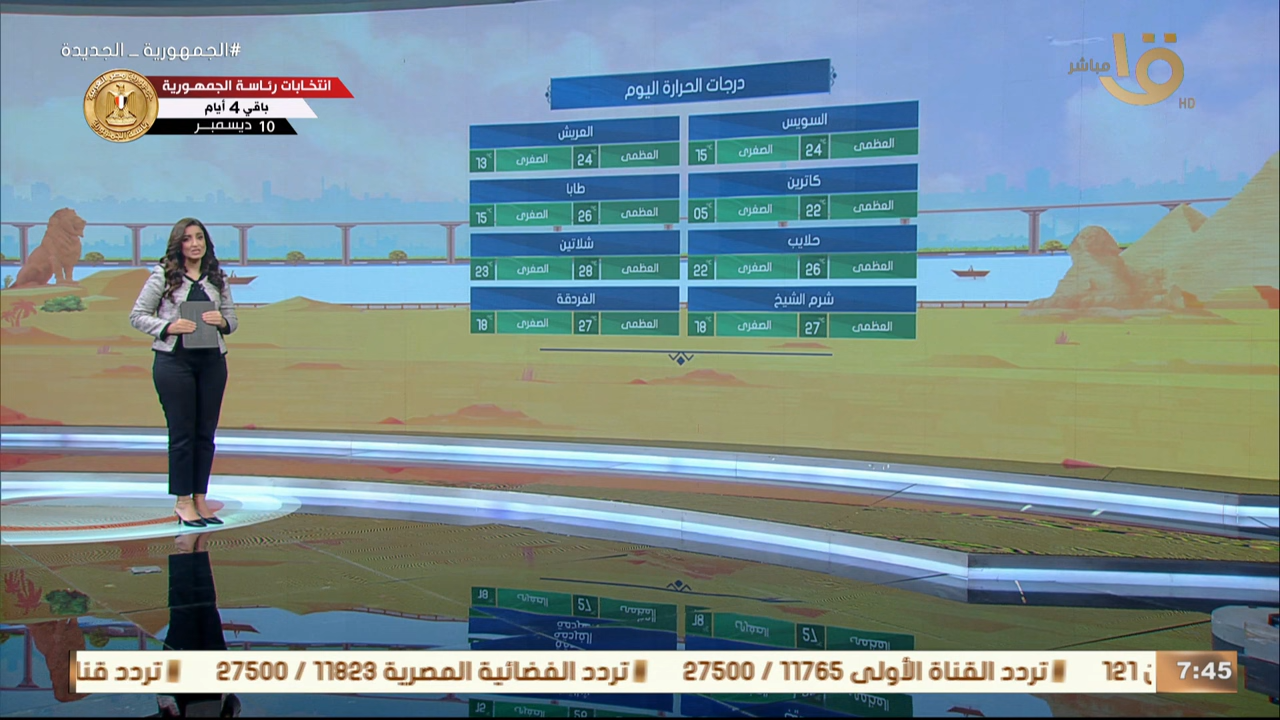 #الجمهورية _ الجديدة
انتخابات رئاسة الجمهورية
باقي 4 أيام
10 ديسمبر
مباشر
HD
درجات الحرارة اليوم
السويس
العظمى 24 الصغرى 15
العريش
العظمى 24 الصغرى 13
كاترين
العظمى 22 الصغرى 05
طابا
العظمى 26 الصغرى 15
حلايب
العظمى 26 الصغرى 22
شلاتين
العظمى 28 الصغرى 23
شرم الشيخ
العظمى 27 الصغرى 18
الغردقة
العظمى 27 الصغرى 18
7:45
121 تردد القناة الأولى 11765 / 27500 تردد الفضائية المصرية 11823 / 27500 تردد